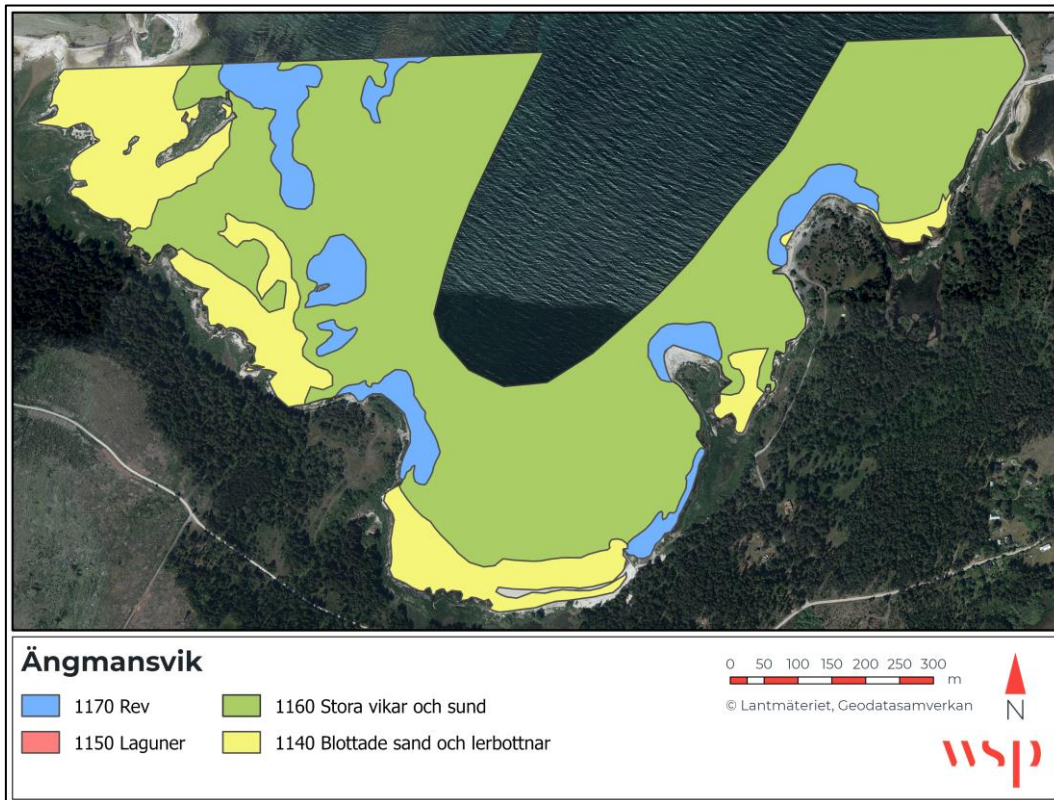 Ängmansvik
1170 Rev
1160 Stora vikar och sund
1150 Laguner
1140 Blottade sand och lerbottnar
0 50 100 150 200 250 300
m
© Lantmäteriet, Geodatasamverkan
N
wsp